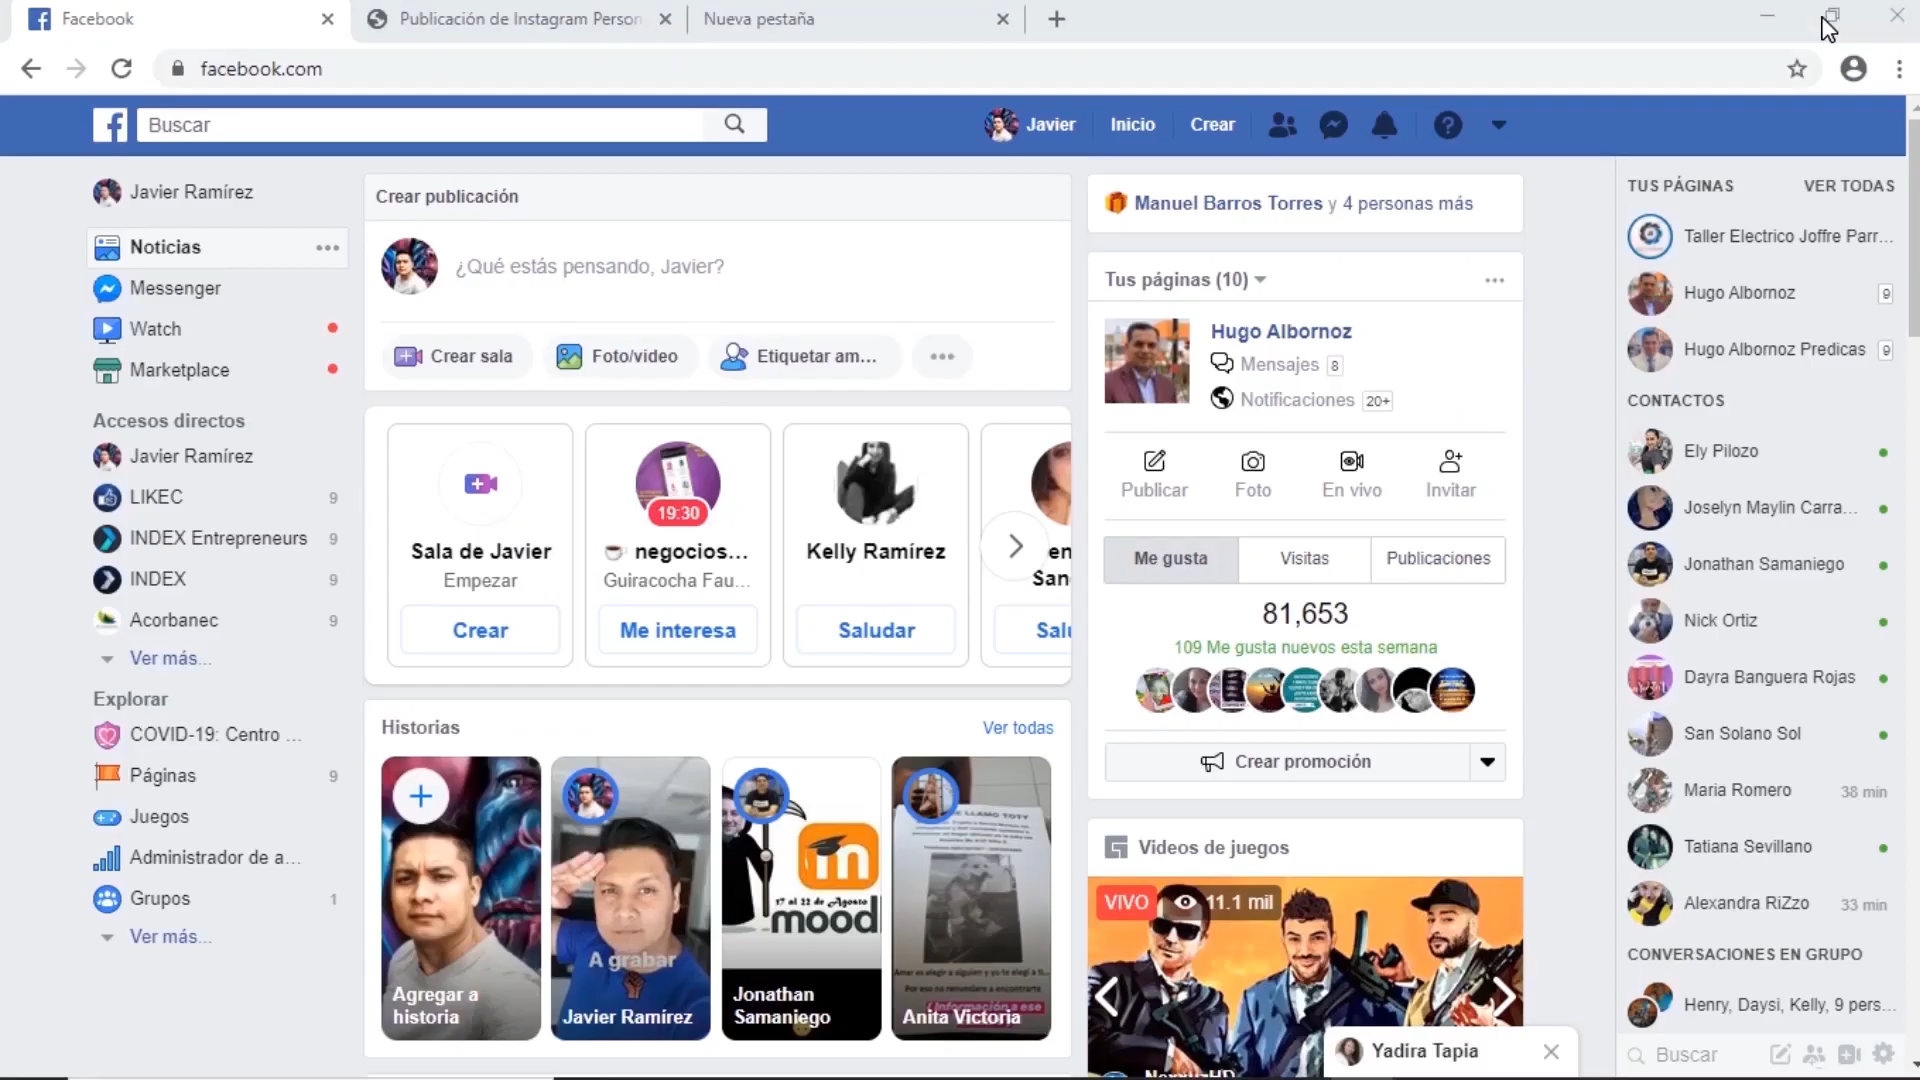 Facebook
Publicación de Instagram Person
Nueva pestaña
facebook.com
Buscar
Javier
Inicio
Crear
Javier Ramírez
Noticias
Messenger
Watch
Marketplace
Accesos directos
Javier Ramírez
LIKEC 9
INDEX Entrepreneurs 9
INDEX 9
Acorbanec 9
Ver más...
Explorar
COVID-19: Centro ...
Páginas 9
Juegos
Administrador de a...
Grupos 1
Ver más...
Crear publicación
¿Qué estás pensando, Javier?
Crear sala
Foto/video
Etiquetar am...
Sala de Javier
Empezar
Crear
19:30
negocios...
Guiracocha Fau...
Me interesa
Kelly Ramírez
Saludar
Historias
Ver todas
Agregar a
historia
A grabar
Javier Ramírez
17 al 22 de Agosto
mood
Jonathan
Samaniego
E LLAMO TOTY
Anita Victoria
Manuel Barros Torres y 4 personas más
Tus páginas (10)
Hugo Albornoz
Mensajes 8
Notificaciones 20+
Publicar
Foto
En vivo
Invitar
Me gusta
Visitas
Publicaciones
81,653
109 Me gusta nuevos esta semana
Crear promoción
Videos de juegos
VIVO
11.1 mil
Yadira Tapia
TUS PÁGINAS
VER TODAS
Taller Electrico Joffre Parr...
Hugo Albornoz 9
Hugo Albornoz Predicas 9
CONTACTOS
Ely Pilozo
Joselyn Maylin Carra...
Jonathan Samaniego
Nick Ortiz
Dayra Banguera Rojas
San Solano Sol
Maria Romero 38 min
Tatiana Sevillano
Alexandra RiZzo 33 min
CONVERSACIONES EN GRUPO
Henry, Daysi, Kelly, 9 pers...
Buscar